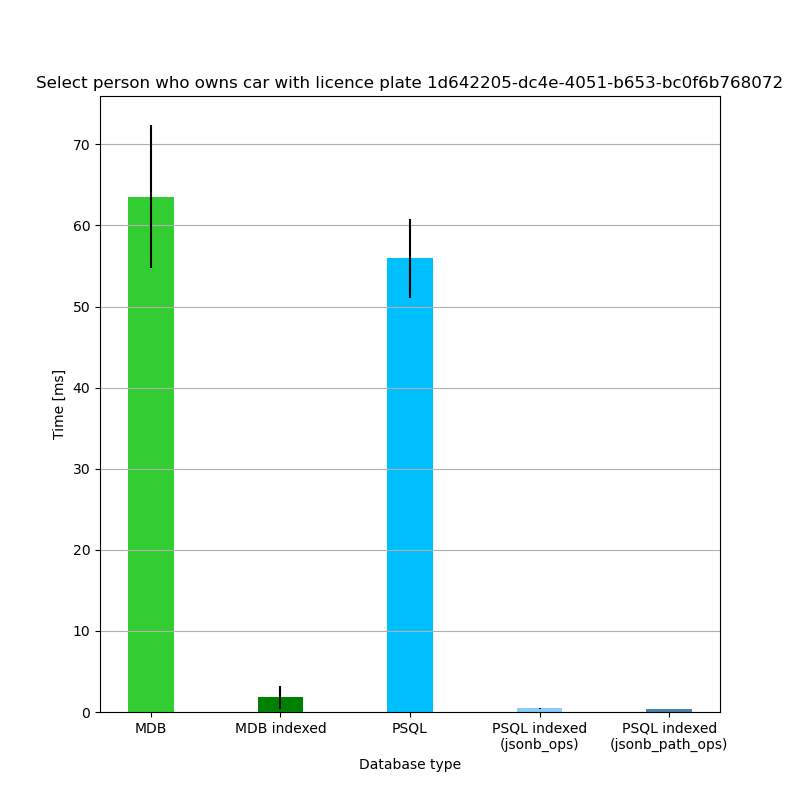 Select person who owns car with licence plate 1d642205-dc4e-4051-b653-bc0f6b768072
70
60
50
40
30
20
10
0
Time [ms]
MDB
MDB indexed
PSQL
PSQL indexed
(jsonb_ops)
PSQL indexed
(jsonb_path_ops)
Database type